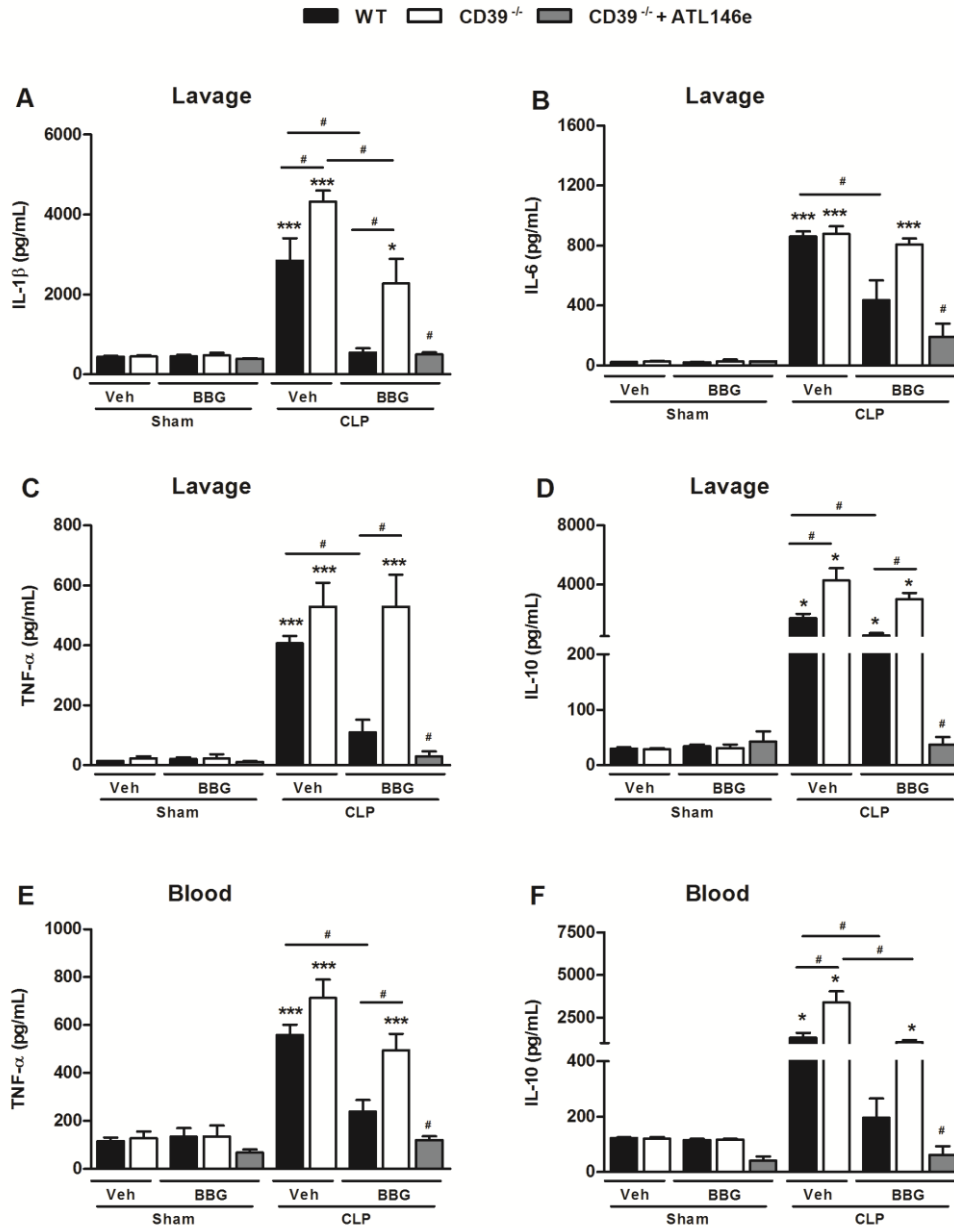 WT CD39 -/- CD39 -/- + ATL146e
A Lavage
IL-1β (pg/mL)
6000
4000
2000
0
# # # *** *** # * #
Veh BBG Veh BBG
Sham CLP
B Lavage
IL-6 (pg/mL)
1600
1200
800
400
0
# *** *** *** #
Veh BBG Veh BBG
Sham CLP
C Lavage
TNF-α (pg/mL)
800
600
400
200
0
# # *** *** *** #
Veh BBG Veh BBG
Sham CLP
D Lavage
IL-10 (pg/mL)
8000
4000
200
100
0
# # # * * * * #
Veh BBG Veh BBG
Sham CLP
E Blood
TNF-α (pg/mL)
1000
800
600
400
200
0
# # *** *** *** #
Veh BBG Veh BBG
Sham CLP
F Blood
IL-10 (pg/mL)
7500
5000
2500
400
200
0
# # # * * * #
Veh BBG Veh BBG
Sham CLP